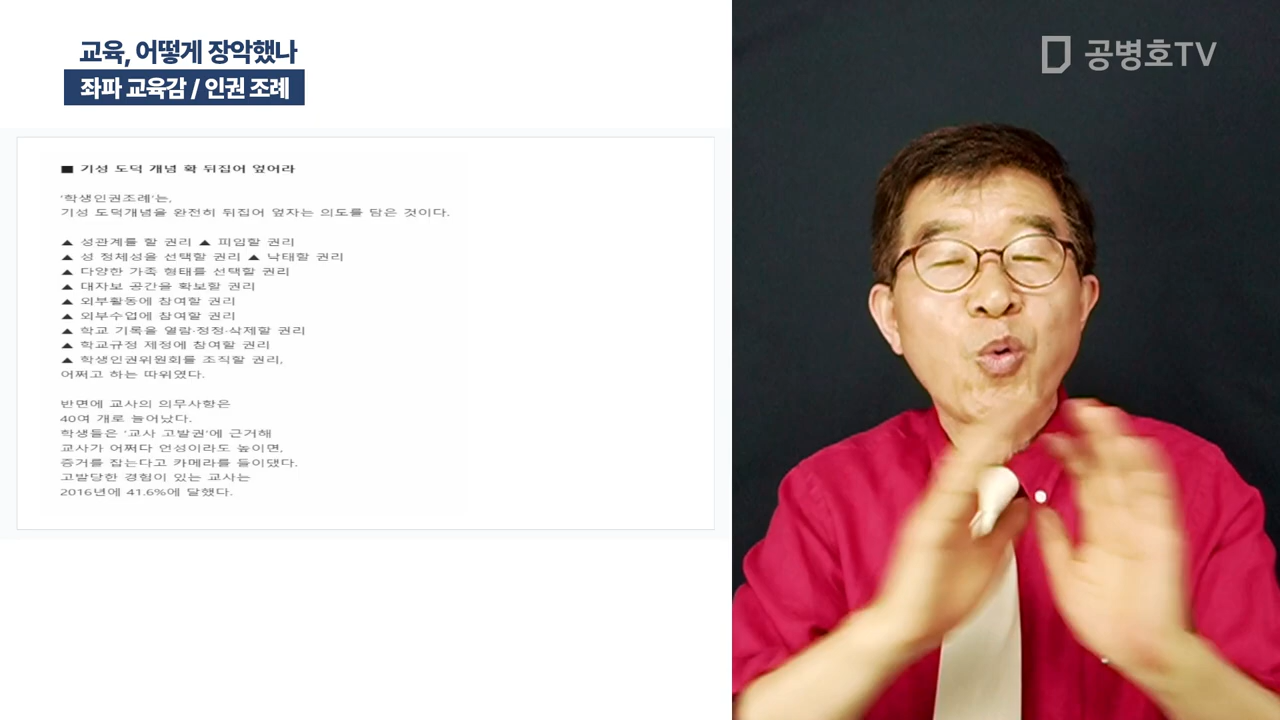 교육, 어떻게 장악했나
좌파 교육감 / 인권 조례
공병호TV
■ 기성 도덕 개념 확 뒤집어 엎어라
'학생인권조례'는,
기성 도덕개념을 완전히 뒤집어 엎자는 의도를 담은 것이다.
▲ 성관계를 할 권리 ▲ 피임할 권리
▲ 성 정체성을 선택할 권리 ▲ 낙태할 권리
▲ 다양한 가족 형태를 선택할 권리
▲ 대자보 공간을 확보할 권리
▲ 외부활동에 참여할 권리
▲ 외부수업에 참여할 권리
▲ 학교 기록을 열람·정정·삭제할 권리
▲ 학교규정 제정에 참여할 권리
▲ 학생인권위원회를 조직할 권리,
어쩌고 하는 따위였다.
반면에 교사의 의무사항은
40여 개로 늘어났다.
학생들은 '교사 고발권'에 근거해
교사가 어쩌다 언성이라도 높이면,
증거를 잡는다고 카메라를 들이댔다.
고발당한 경험이 있는 교사는
2016년에 41.6%에 달했다.